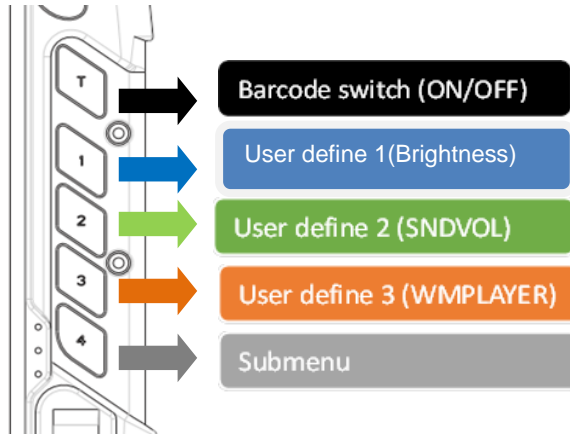 T
Barcode switch (ON/OFF)
1
User define 1(Brightness)
2
User define 2 (SNDVOL)
3
User define 3 (WMPLAYER)
4
Submenu